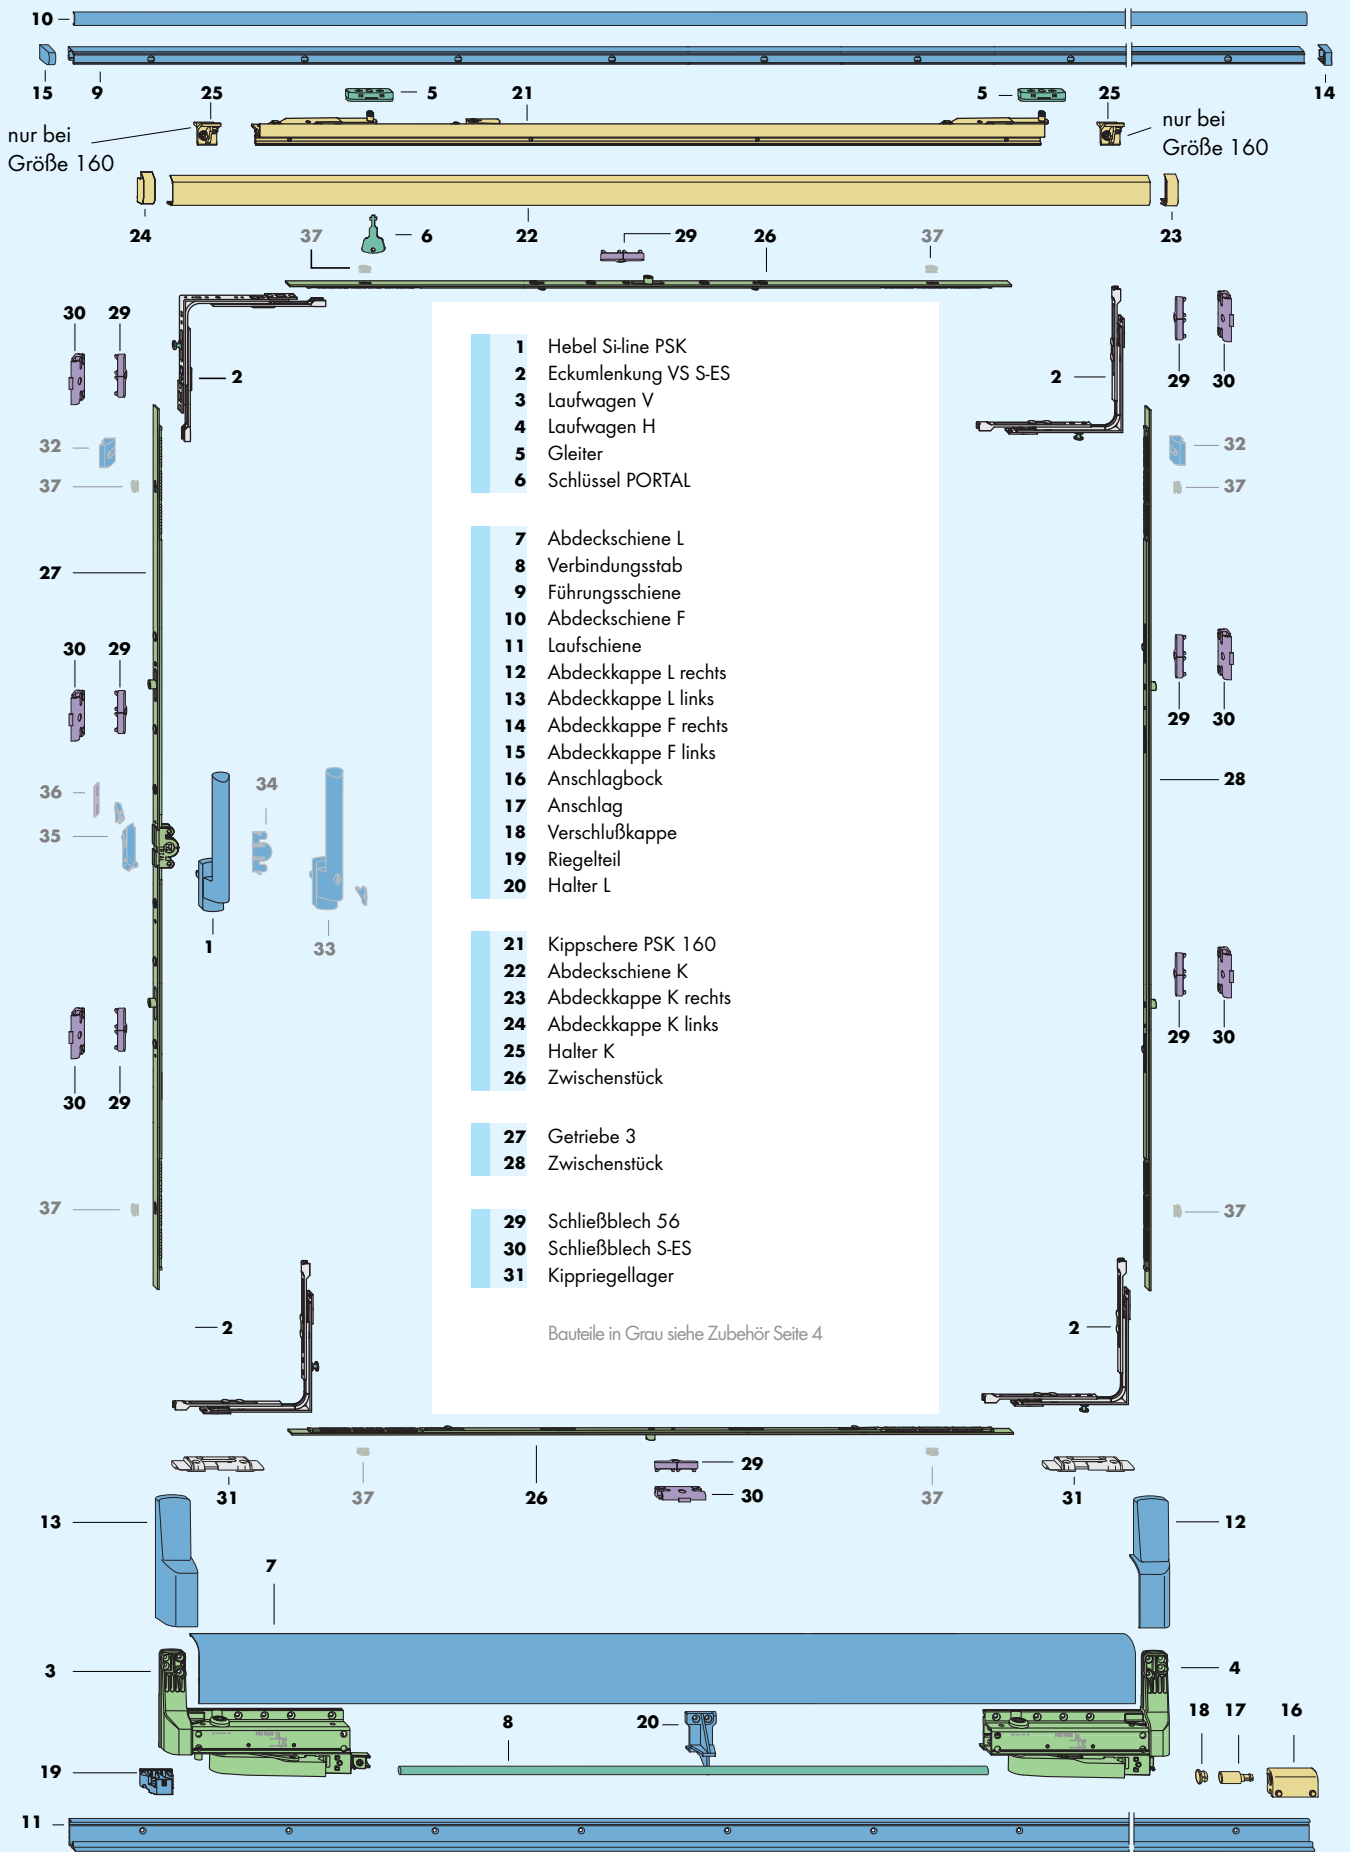 10
15
9
25
5
21
5
25
14
nur bei
Größe 160
nur bei
Größe 160
24
37
6
22
29
26
37
23
30
29
2
2
29
30
32
37
32
37
27
30
29
29
30
28
36
35
34
1
33
30
29
29
30
37
37
2
2
1 Hebel Si-line PSK
2 Eckumlenkung VS S-ES
3 Laufwagen V
4 Laufwagen H
5 Gleiter
6 Schlüssel PORTAL
7 Abdeckschiene L
8 Verbindungsstab
9 Führungsschiene
10 Abdeckschiene F
11 Laufschiene
12 Abdeckkappe L rechts
13 Abdeckkappe L links
14 Abdeckkappe F rechts
15 Abdeckkappe F links
16 Anschlagbock
17 Anschlag
18 Verschlußkappe
19 Riegelteil
20 Halter L
21 Kippschere PSK 160
22 Abdeckschiene K
23 Abdeckkappe K rechts
24 Abdeckkappe K links
25 Halter K
26 Zwischenstück
27 Getriebe 3
28 Zwischenstück
29 Schließblech 56
30 Schließblech S-ES
31 Kippriegellager
Bauteile in Grau siehe Zubehör Seite 4
31
37
26
29
30
37
31
13
12
7
3
4
8
20
18
17
16
19
11